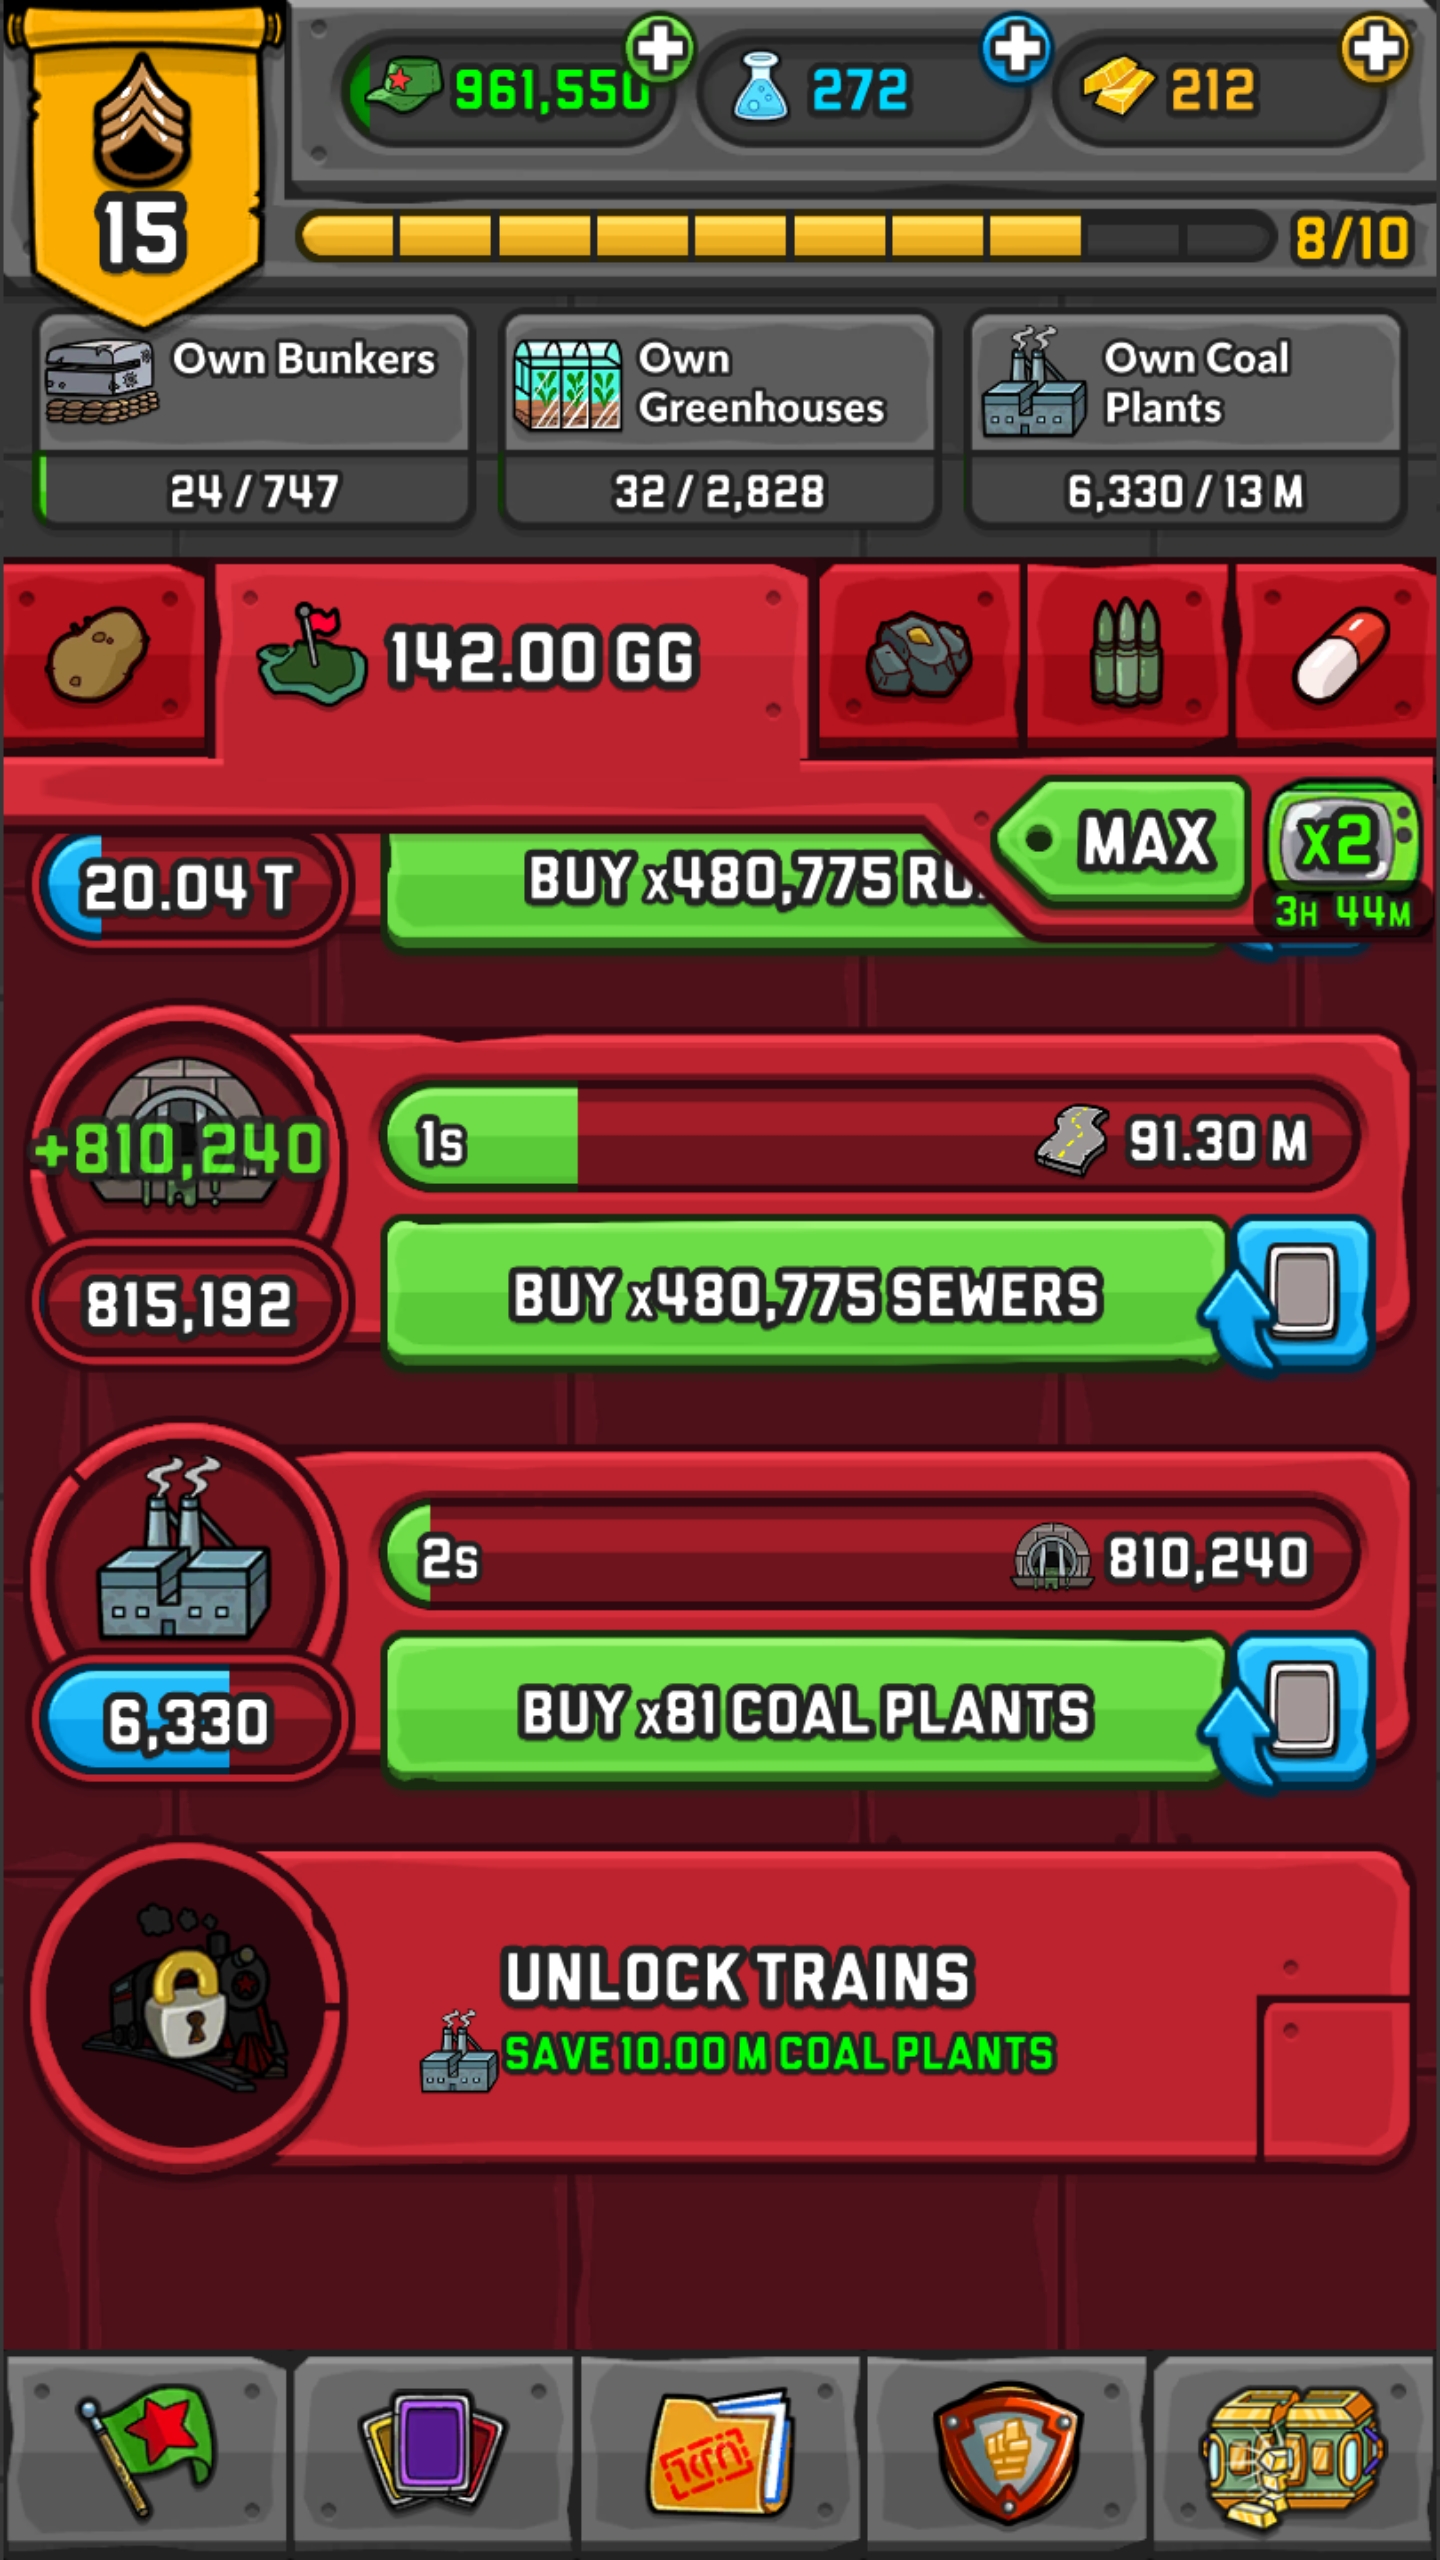 961,550
272
212
15
8/10
Own Bunkers
24 / 747
Own
Greenhouses
32 / 2,828
Own Coal
Plants
6,330 / 13 M
142.00 GG
MAX
x2
3H 44M
20.04 T
BUY x480,775
+810,240
1s
91.30 M
815,192
BUY x480,775 SEWERS
2s
810,240
6,330
BUY x81 COAL PLANTS
UNLOCK TRAINS
SAVE 10.00 M COAL PLANTS